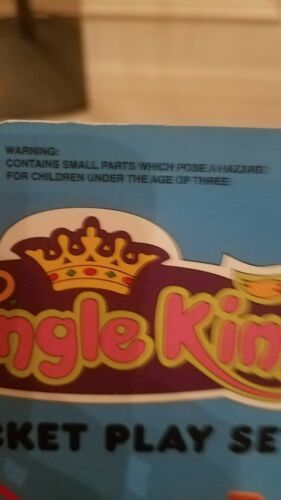 WARNING:
CONTAINS SMALL PARTS WHICH POSE A HAZARD
FOR CHILDREN UNDER THE AGE OF THREE
ngle Kin
CKET PLAY SE